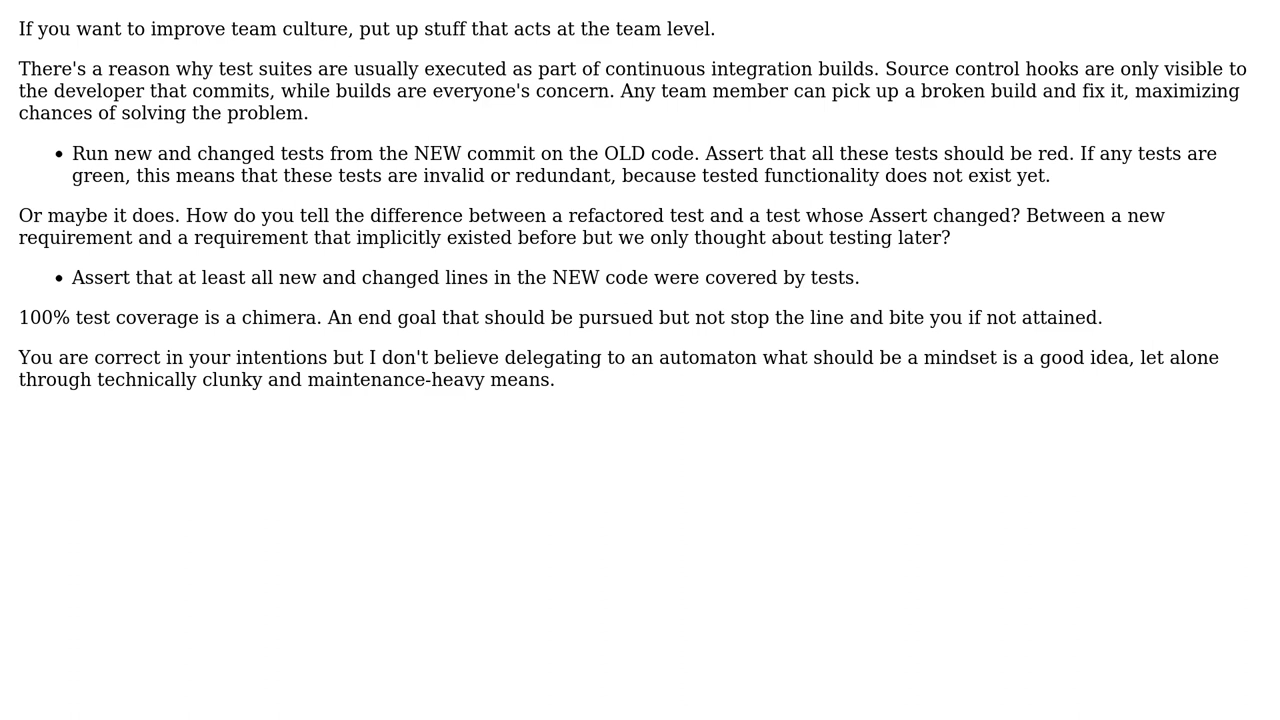 If you want to improve team culture, put up stuff that acts at the team level.
There's a reason why test suites are usually executed as part of continuous integration builds. Source control hooks are only visible to
the developer that commits, while builds are everyone's concern. Any team member can pick up a broken build and fix it, maximizing
chances of solving the problem.
• Run new and changed tests from the NEW commit on the OLD code. Assert that all these tests should be red. If any tests are
green, this means that these tests are invalid or redundant, because tested functionality does not exist yet.
Or maybe it does. How do you tell the difference between a refactored test and a test whose Assert changed? Between a new
requirement and a requirement that implicitly existed before but we only thought about testing later?
• Assert that at least all new and changed lines in the NEW code were covered by tests.
100% test coverage is a chimera. An end goal that should be pursued but not stop the line and bite you if not attained.
You are correct in your intentions but I don't believe delegating to an automaton what should be a mindset is a good idea, let alone
through technically clunky and maintenance-heavy means.